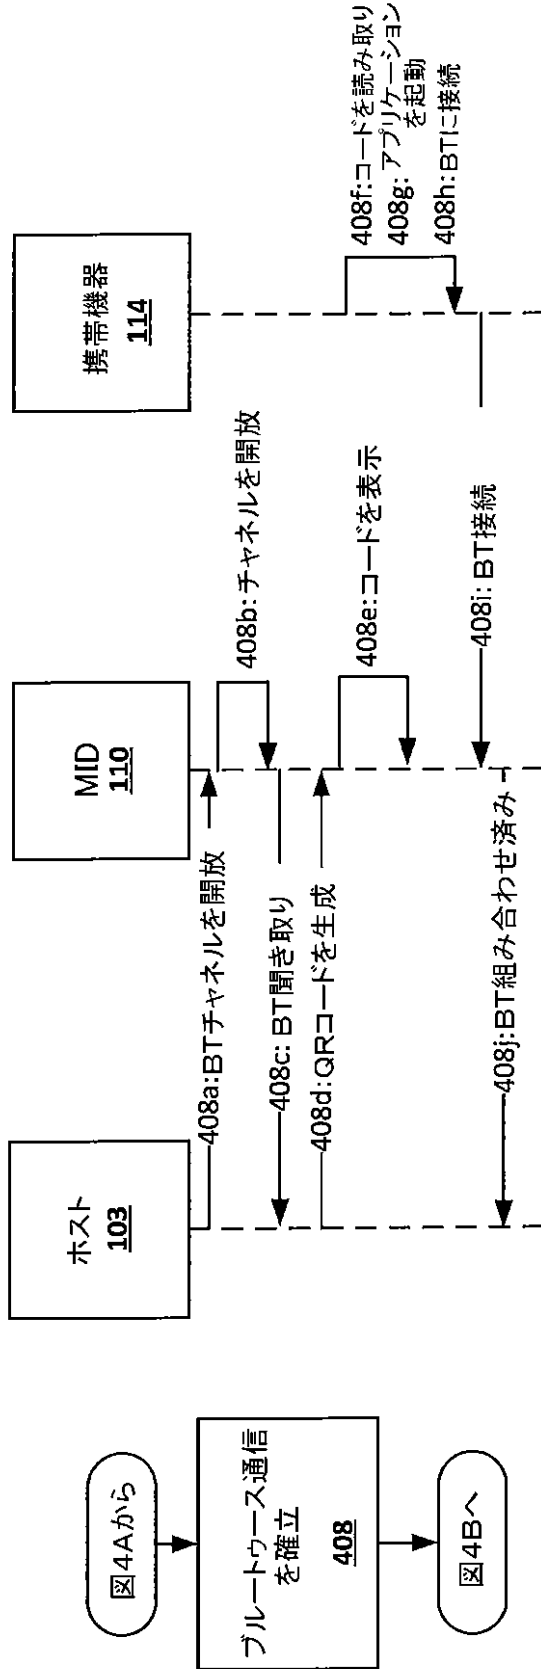 図4Aから
ブルートゥース通信
を確立
408
図4Bへ
ホスト
103
MID
110
携帯機器
114
408a:BTチャネルを開放
408b:チャネルを開放
408c:BT聞き取り
408d:QRコードを生成
408e:コードを表示
408f:コードを読み取り
408g:アプリケーション
を起動
408h:BTに接続
408i:BT接続
408j:BT組み合わせ済み